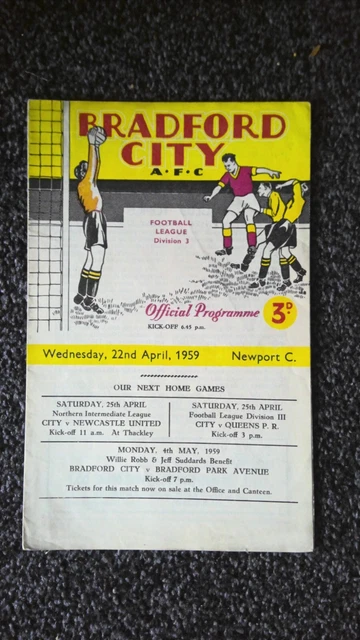 BRADFORD
CITY
A·F·C
FOOTBALL
LEAGUE
Division 3
Official Programme
3D
KICK-OFF 6.45 p.m.
Wednesday, 22nd April, 1959 Newport C.
OUR NEXT HOME GAMES
SATURDAY, 25th APRIL
Northern Intermediate League
CITY v NEWCASTLE UNITED
Kick-off 11 a.m. At Thackley
SATURDAY, 25th APRIL
Football League Division III
CITY v QUEENS P. R.
Kick-off 3 p.m.
MONDAY, 4th MAY, 1959
Willie Robb & Jeff Suddards Benefit
BRADFORD CITY v BRADFORD PARK AVENUE
Kick-off 7 p.m.
Tickets for this match now on sale at the Office and Canteen.